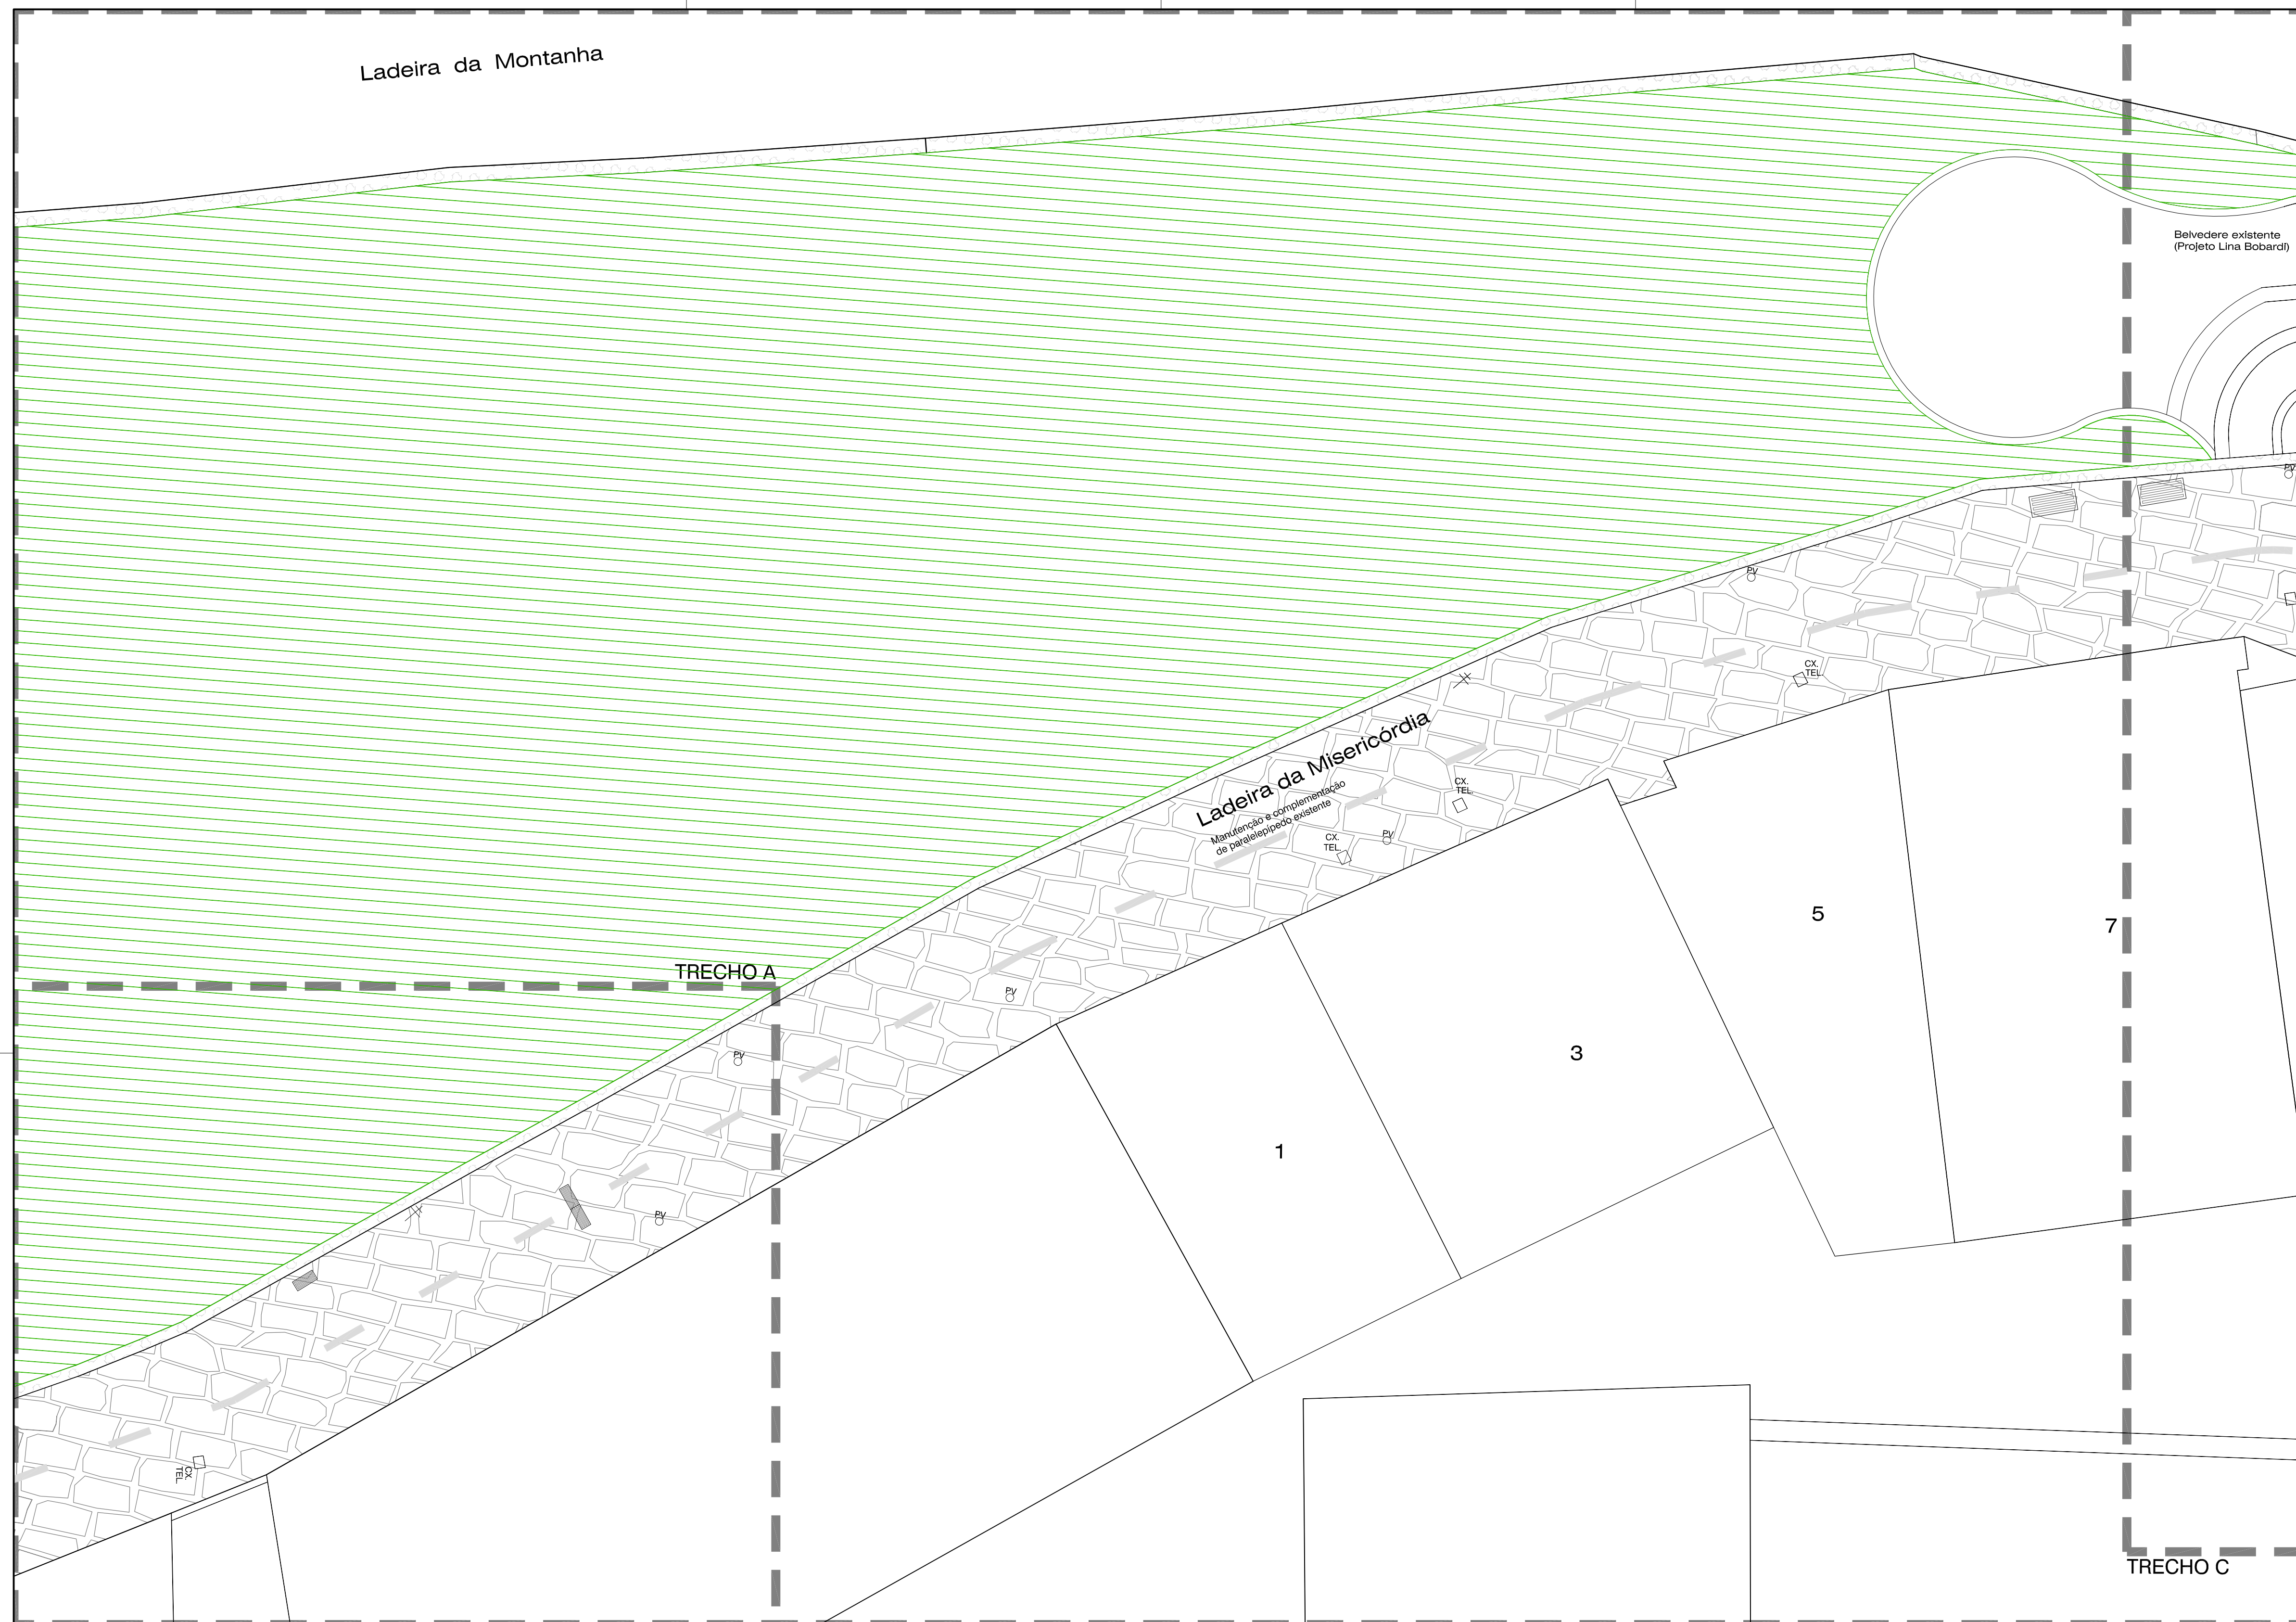 Ladeira da Montanha
Belvedere existente
(Projeto Lina Bobardi)
PV
PV
CX.
TEL.
Ladeira da Misericórdia
Manutenção e complementação
de paralelepípedo existente
CX.
TEL.
CX.
TEL.
PV
5
7
TRECHO A
PV
3
PV
1
PV
CX.
TEL.
TRECHO C